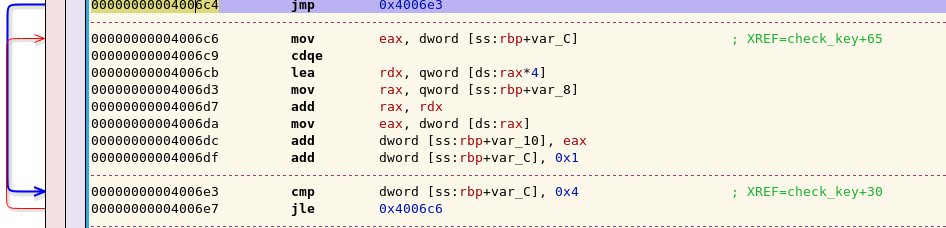 00000000004006c4 jmp 0x4006e3
00000000004006c6 mov eax, dword [ss:rbp+var_C] ; XREF=check_key+65
00000000004006c9 cdqe
00000000004006cb lea rdx, qword [ds:rax*4]
00000000004006d3 mov rax, qword [ss:rbp+var_8]
00000000004006d7 add rax, rdx
00000000004006da mov eax, dword [ds:rax]
00000000004006dc add dword [ss:rbp+var_10], eax
00000000004006df add dword [ss:rbp+var_C], 0x1
00000000004006e3 cmp dword [ss:rbp+var_C], 0x4 ; XREF=check_key+30
00000000004006e7 jle 0x4006c6